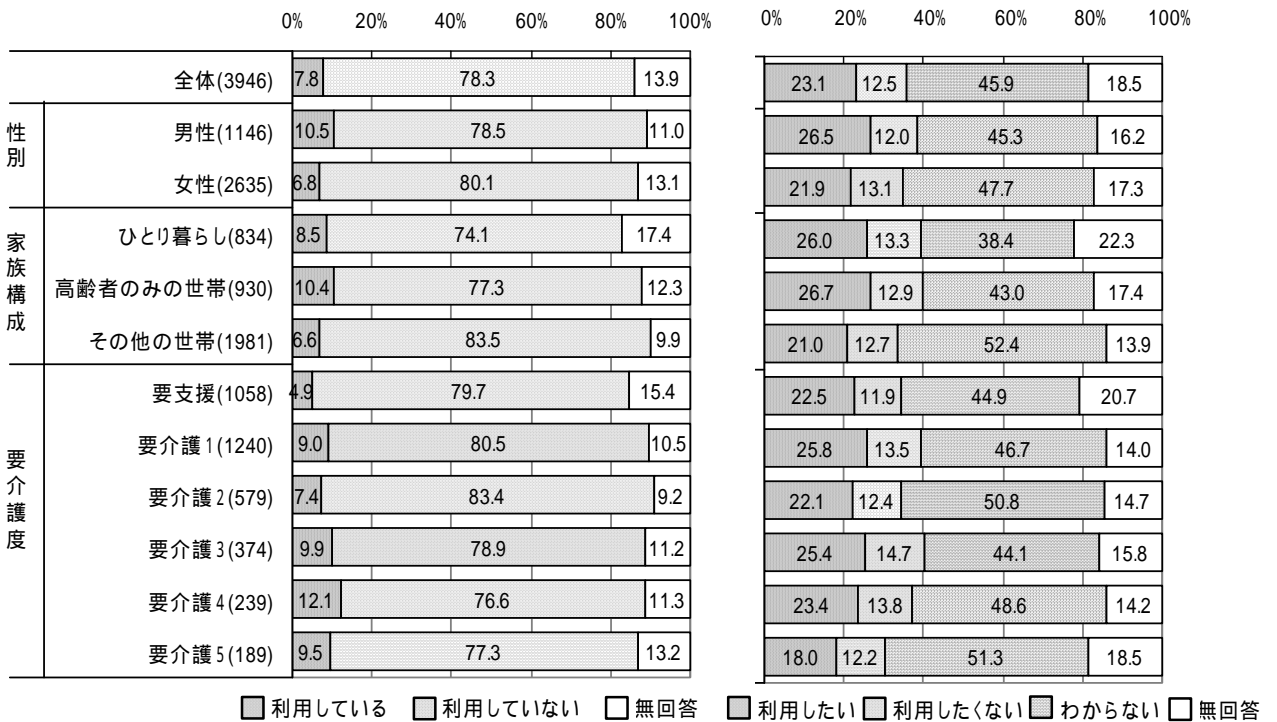 0% 20% 40% 60% 80% 100% 0% 20% 40% 60% 80% 100%
全体(3946) 7.8 78.3 13.9 23.1 12.5 45.9 18.5
性別
男性(1146) 10.5 78.5 11.0 26.5 12.0 45.3 16.2
女性(2635) 6.8 80.1 13.1 21.9 13.1 47.7 17.3
家族構成
ひとり暮らし(834) 8.5 74.1 17.4 26.0 13.3 38.4 22.3
高齢者のみの世帯(930) 10.4 77.3 12.3 26.7 12.9 43.0 17.4
その他の世帯(1981) 6.6 83.5 9.9 21.0 12.7 52.4 13.9
要介護度
要支援(1058) 4.9 79.7 15.4 22.5 11.9 44.9 20.7
要介護1(1240) 9.0 80.5 10.5 25.8 13.5 46.7 14.0
要介護2(579) 7.4 83.4 9.2 22.1 12.4 50.8 14.7
要介護3(374) 9.9 78.9 11.2 25.4 14.7 44.1 15.8
要介護4(239) 12.1 76.6 11.3 23.4 13.8 48.6 14.2
要介護5(189) 9.5 77.3 13.2 18.0 12.2 51.3 18.5
利用している 利用していない 無回答 利用したい 利用したくない わからない 無回答